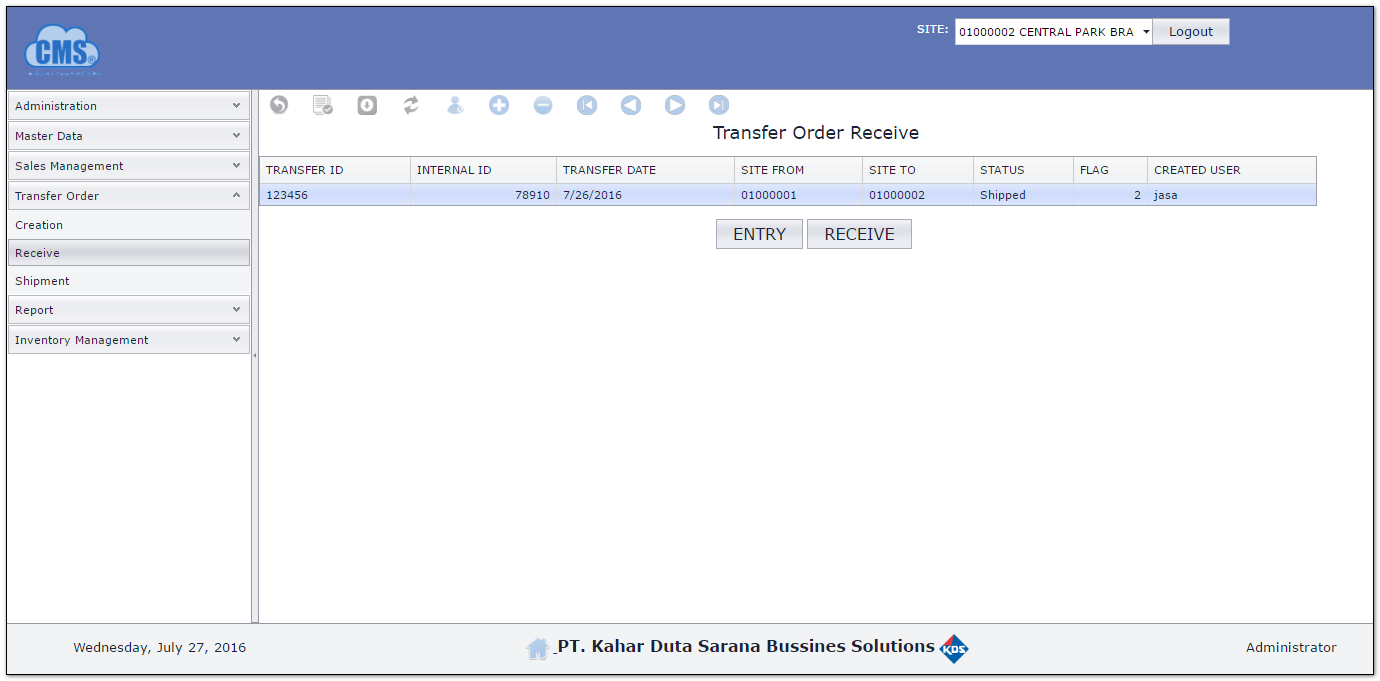 SITE: 01000002 CENTRAL PARK BRA Logout
CMS
Administration
Master Data
Sales Management
Transfer Order
Creation
Receive
Shipment
Report
Inventory Management
Transfer Order Receive
TRANSFER ID INTERNAL ID TRANSFER DATE SITE FROM SITE TO STATUS FLAG CREATED USER
123456 78910 7/26/2016 01000001 01000002 Shipped 2 jasa
ENTRY RECEIVE
Wednesday, July 27, 2016 PT. Kahar Duta Sarana Bussines Solutions KDS Administrator